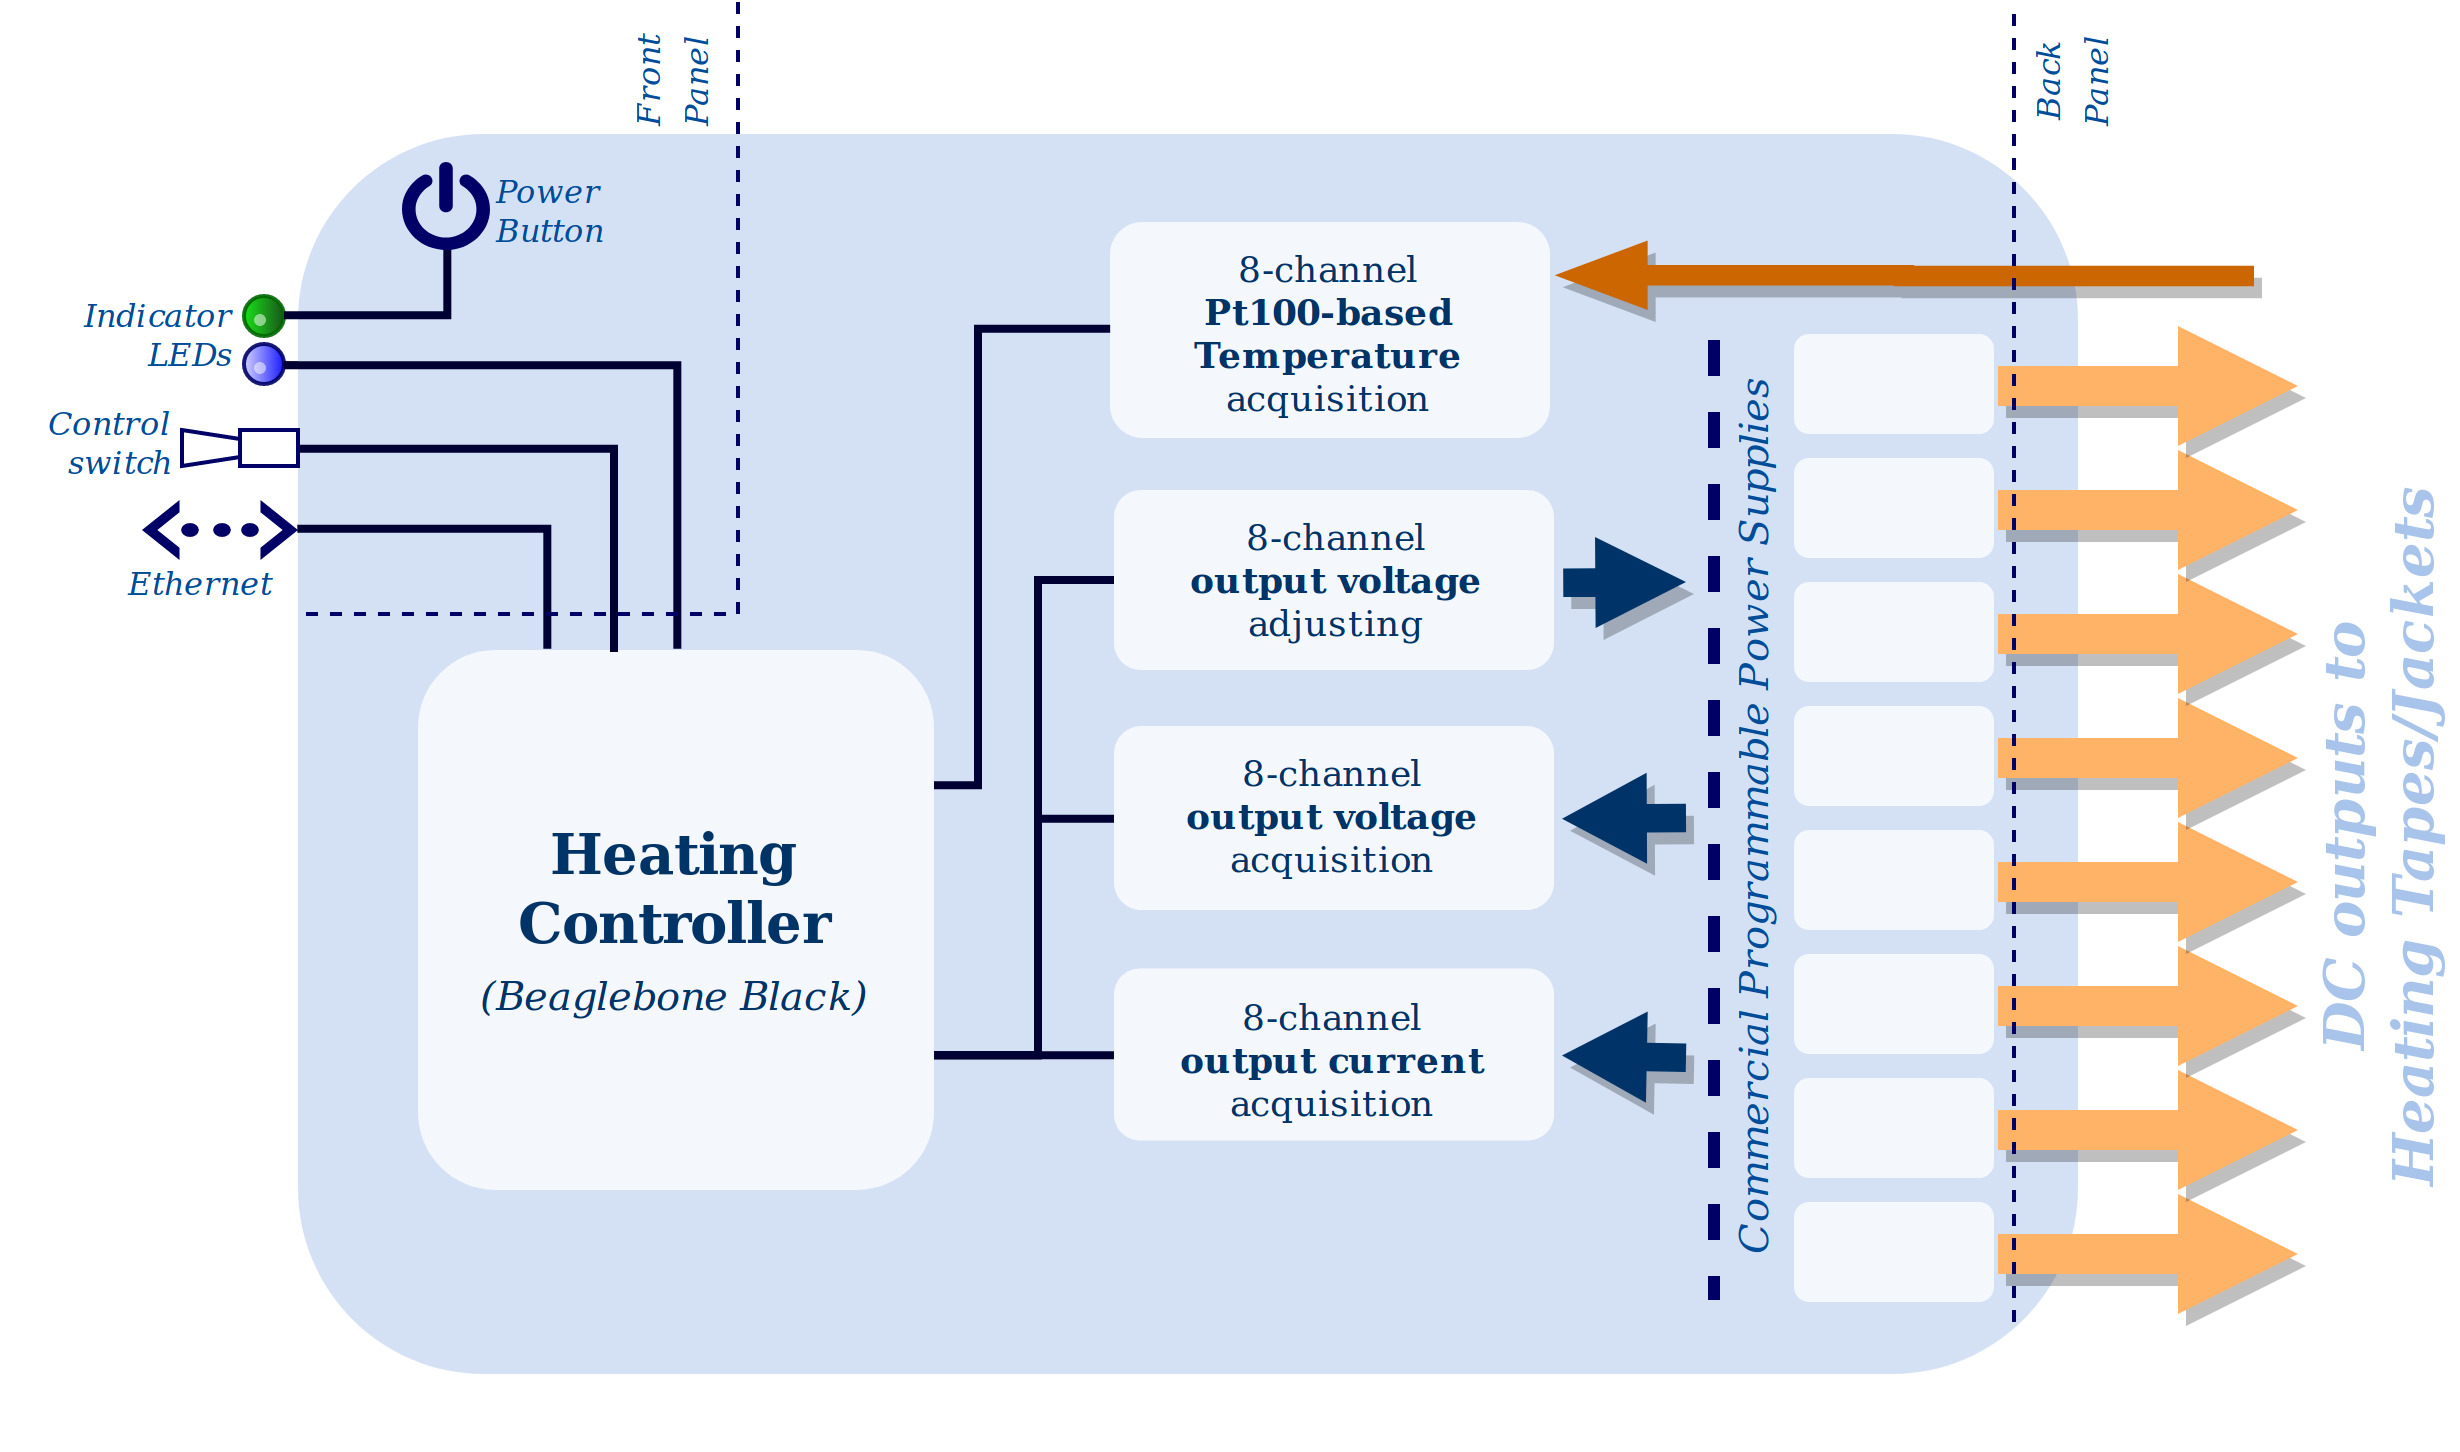 Front
Panel
Back
Panel
Power
Button
Indicator
LEDs
Control
switch
Ethernet
8-channel
Pt100-based
Temperature
acquisition
8-channel
output voltage
adjusting
8-channel
output voltage
acquisition
8-channel
output current
acquisition
Heating
Controller
(Beaglebone Black)
Commercial Programmable Power Supplies
DC outputs to
Heating Tapes/Jackets